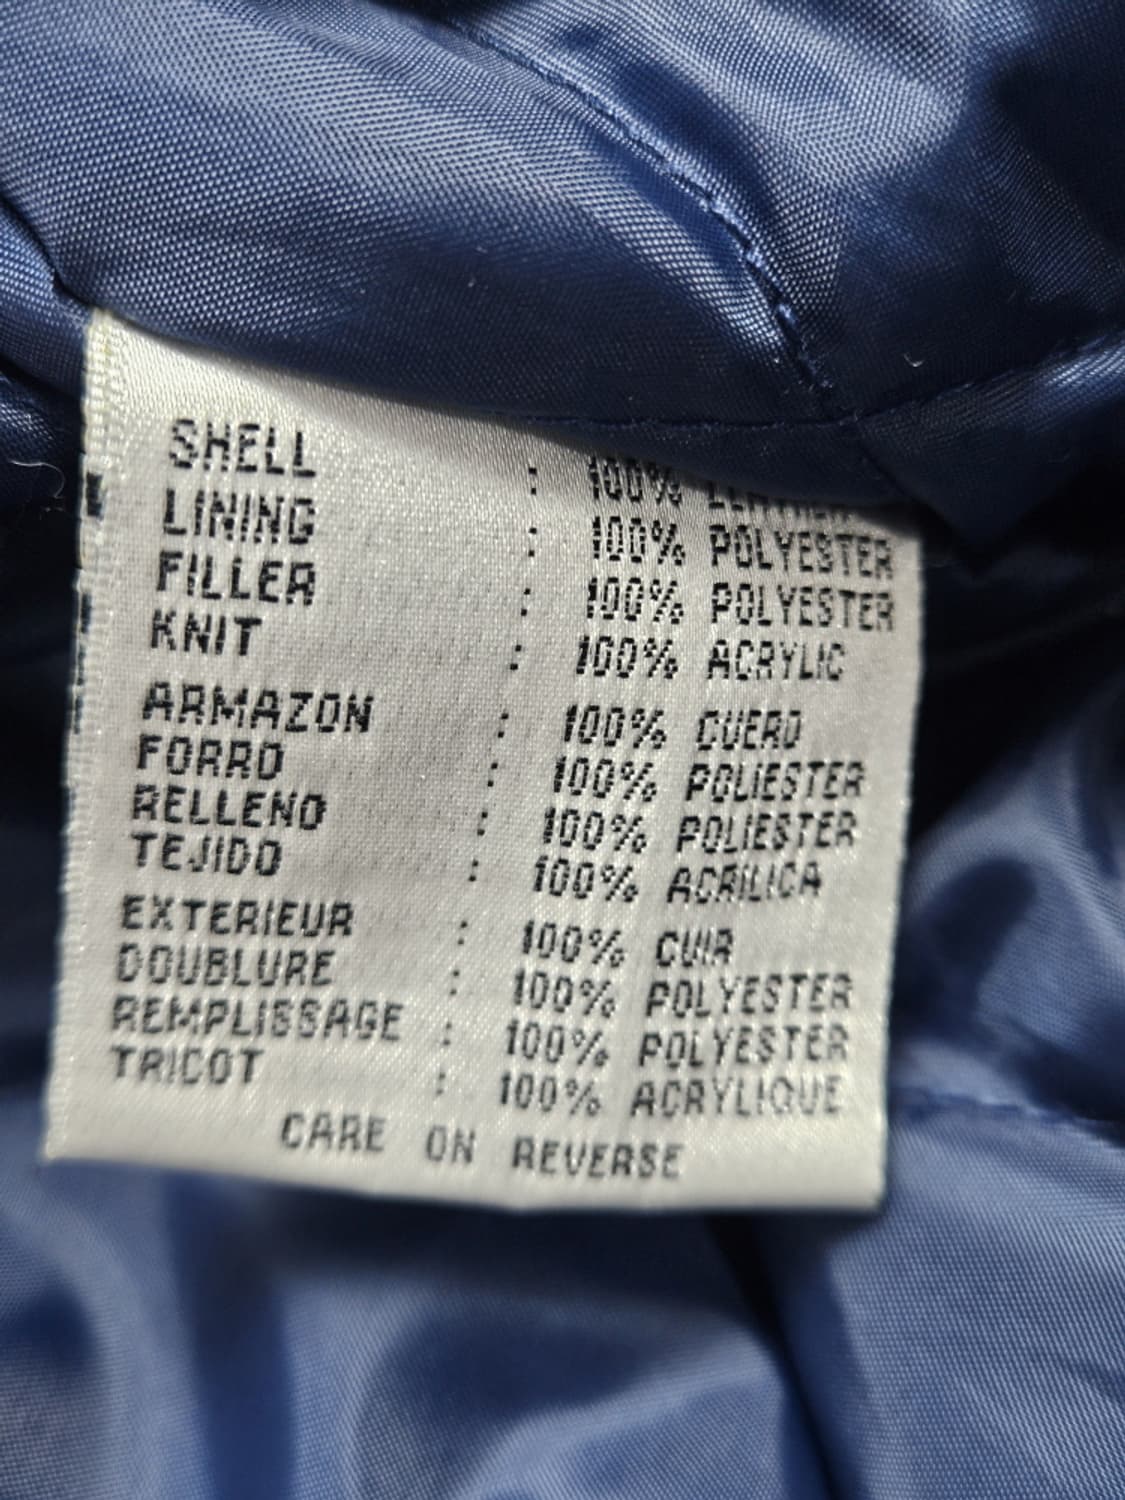 SHELL : 100% LEATHER
LINING : 100% POLYESTER
FILLER : 100% POLYESTER
KNIT : 100% ACRYLIC
ARMAZON : 100% CUERO
FORRO : 100% POLIESTER
RELLENO : 100% POLIESTER
TEJIDO : 100% ACRILICA
EXTERIEUR : 100% CUIR
DOUBLURE : 100% POLYESTER
REMPLISSAGE : 100% POLYESTER
TRICOT : 100% ACRYLIQUE
CARE ON REVERSE